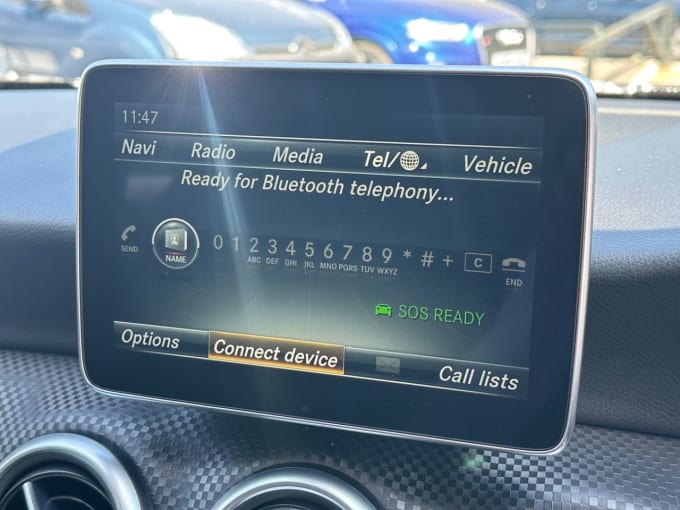 11:47
Navi Radio Media Tel/ Vehicle
Ready for Bluetooth telephony...
SEND NAME 0 1 2 3 4 5 6 7 8 9 * # + C END
ABC DEF GHI JKL MNO PQRS TUV WXYZ
SOS READY
Options Connect device Call lists